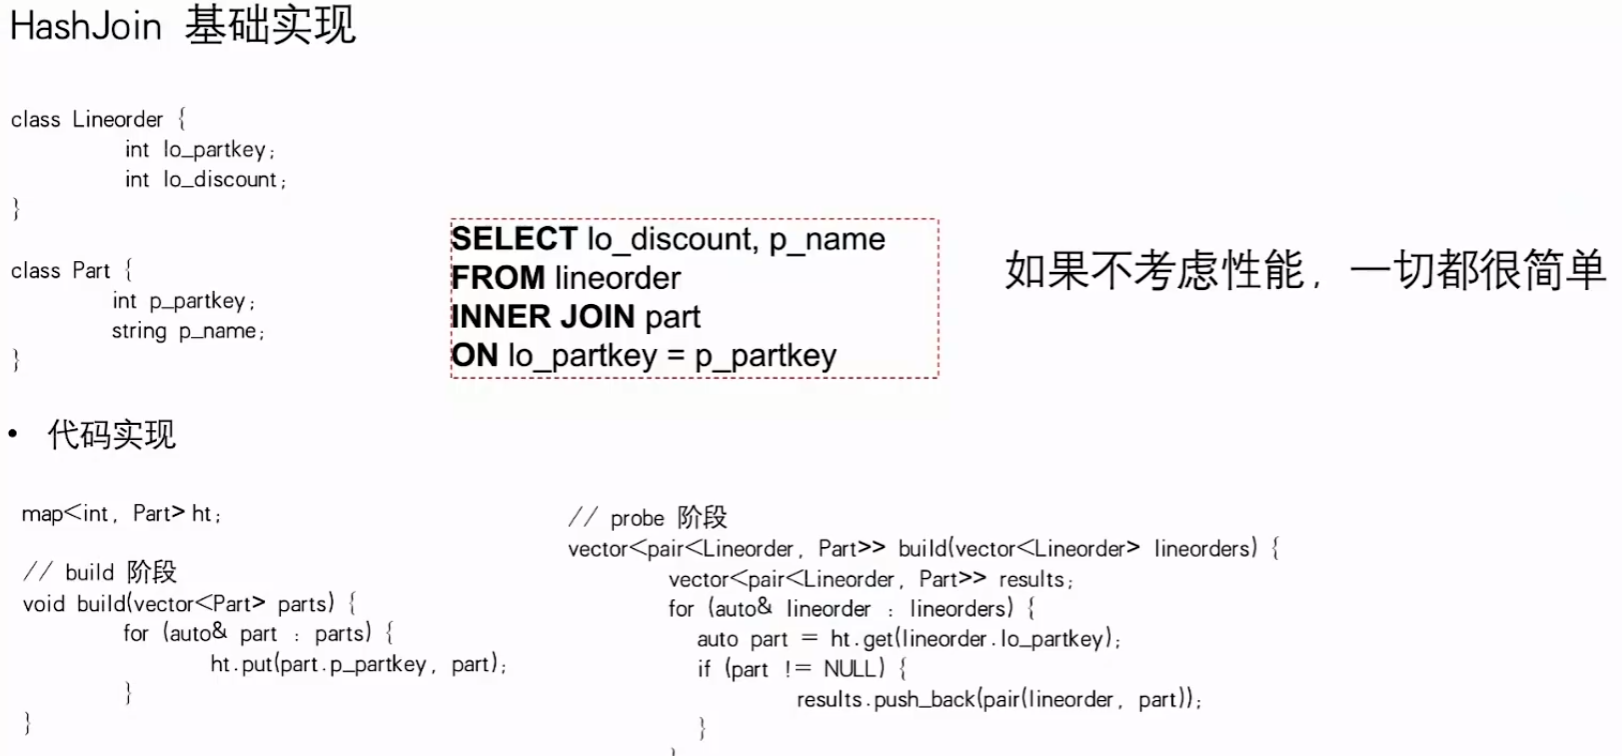 HashJoin 基础实现
class Lineorder {
int lo_partkey;
int lo_discount;
}
class Part {
int p_partkey;
string p_name;
}
SELECT lo_discount, p_name
FROM lineorder
INNER JOIN part
ON lo_partkey = p_partkey
如果不考虑性能，一切都很简单
• 代码实现
map<int, Part> ht;
// build 阶段
void build(vector<Part> parts) {
for (auto& part : parts) {
ht.put(part.p_partkey, part);
}
}
// probe 阶段
vector<pair<Lineorder, Part>> build(vector<Lineorder> lineorders) {
vector<pair<Lineorder, Part>> results;
for (auto& lineorder : lineorders) {
auto part = ht.get(lineorder.lo_partkey);
if (part != NULL) {
results.push_back(pair(lineorder, part));
}
}